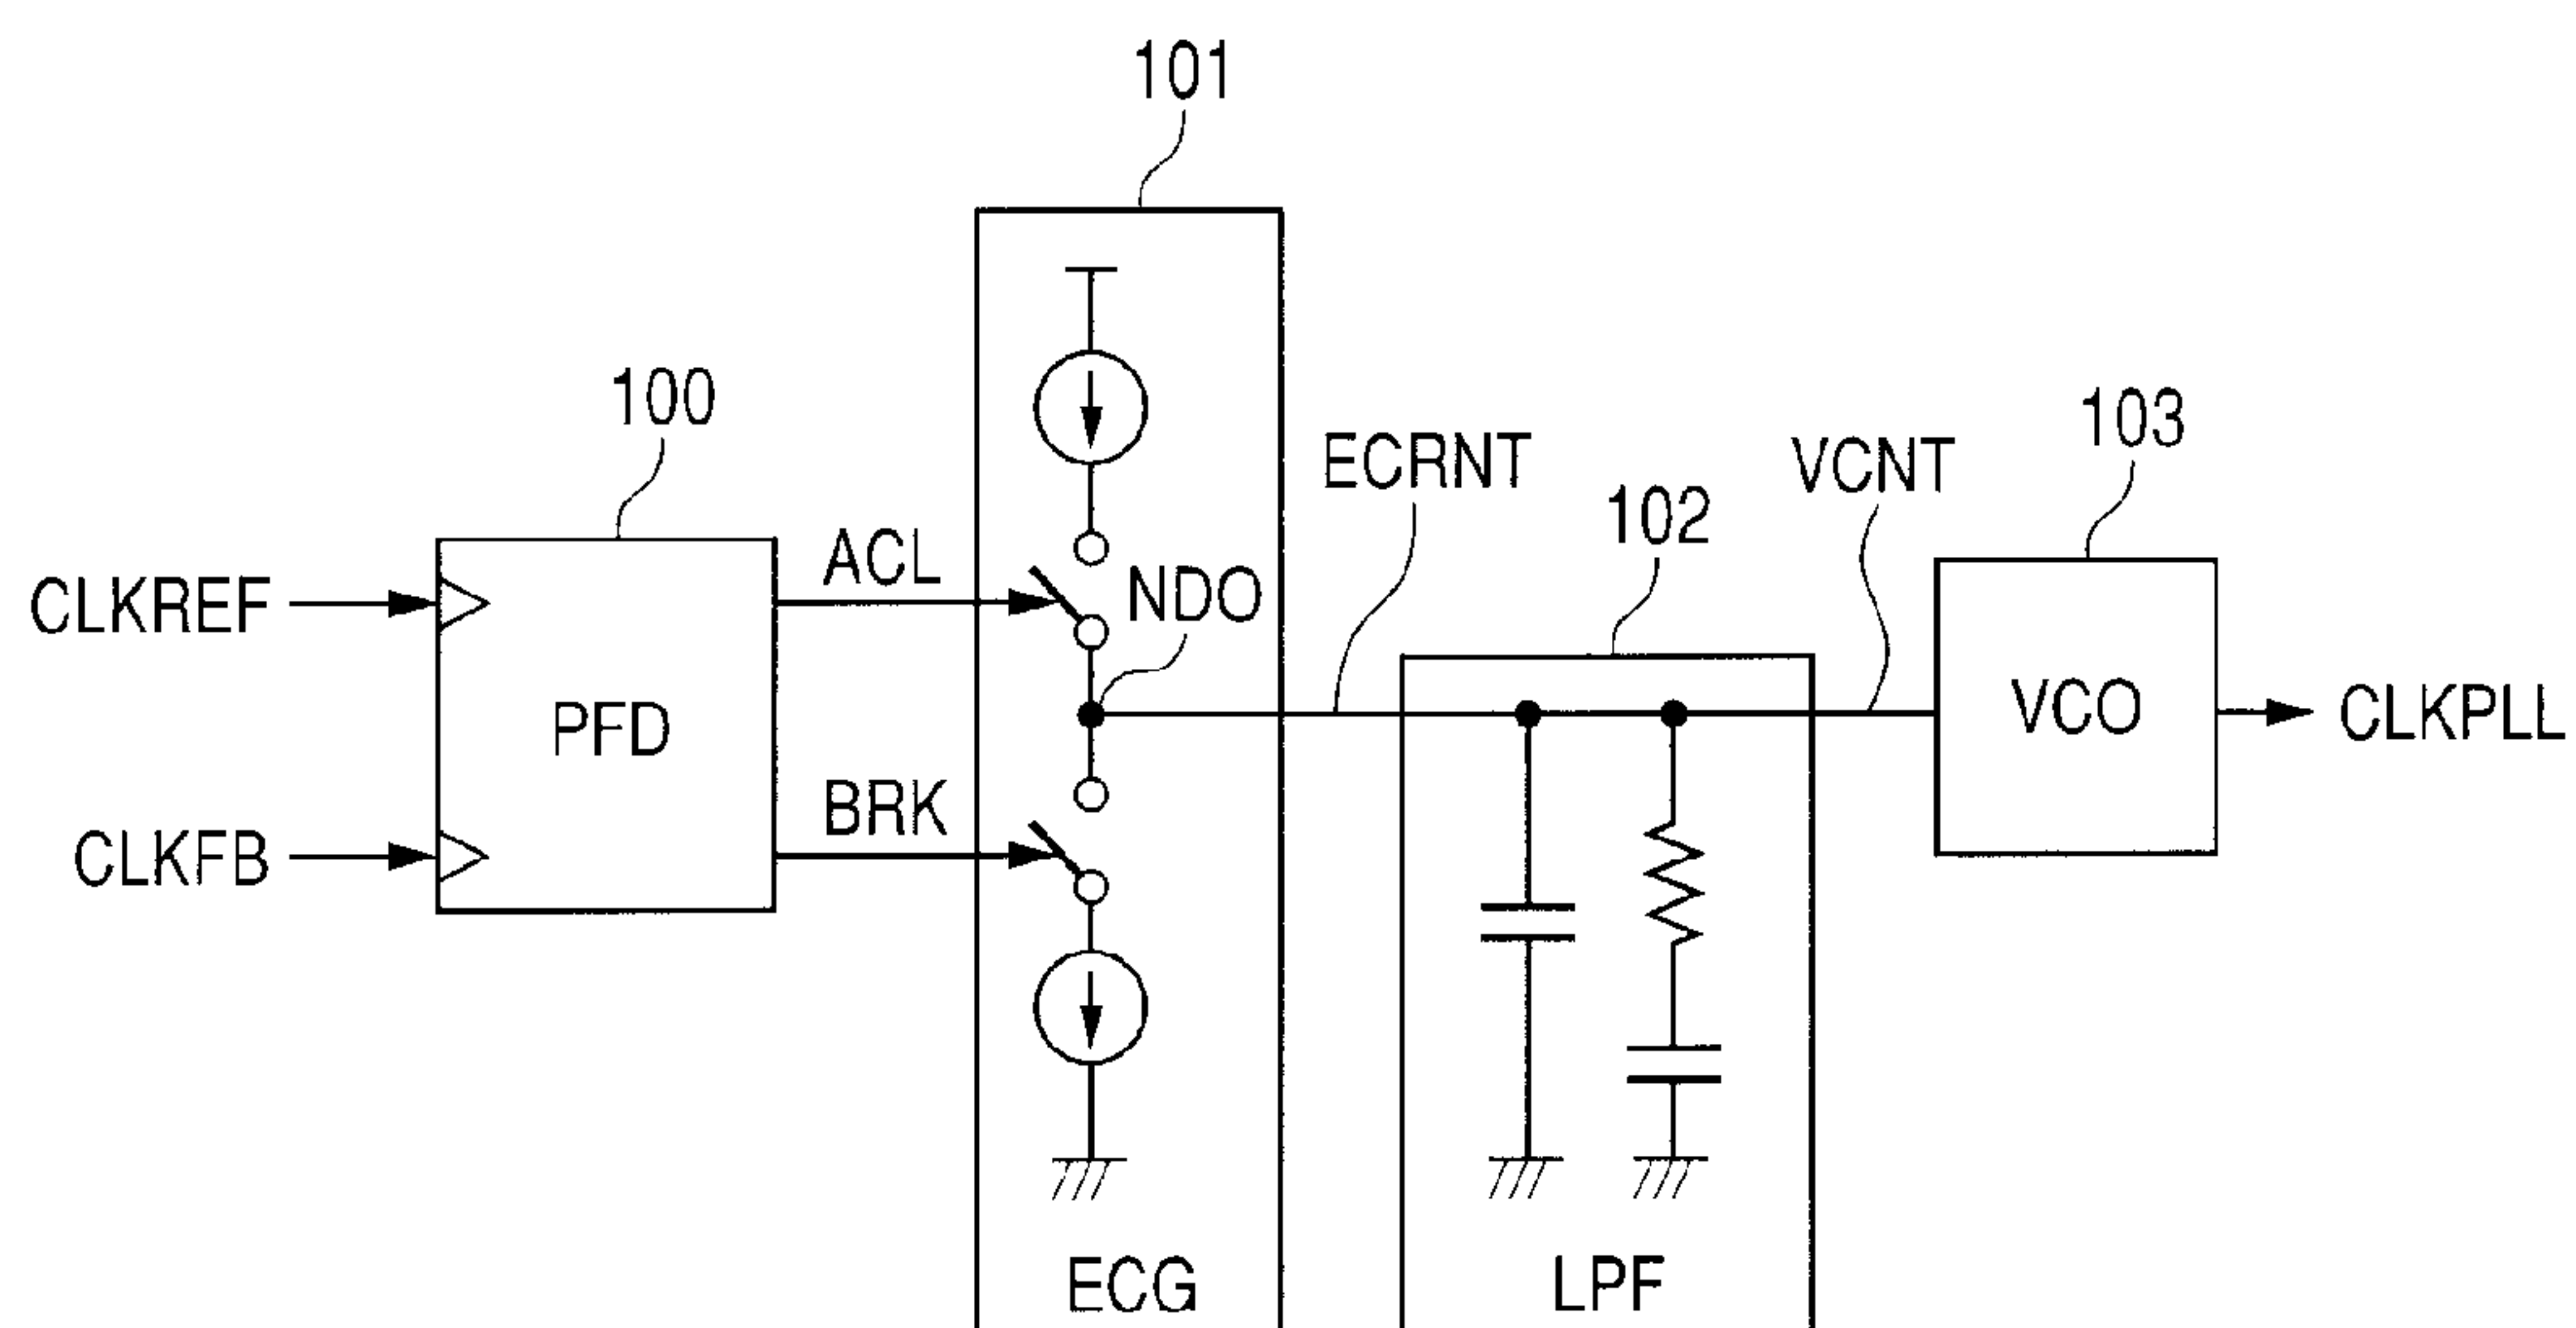 101
100
103
ECRNT
VCNT
102
ACL
NDO
CLKREF
PFD
VCO
CLKPLL
BRK
CLKFB
ECG
LPF